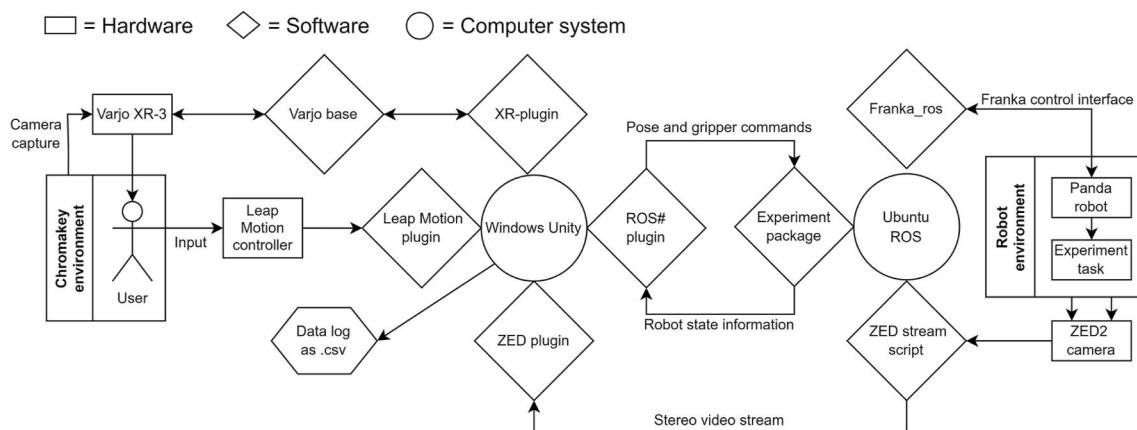 = Hardware
= Software
= Computer system
Camera
capture
Varjo XR-3
Varjo base
XR-plugin
Pose and gripper commands
Franka_ros
Franka control interface
Chromakey
environment
User
Input
Leap
Motion
controller
Leap Motion
plugin
Windows Unity
ROS#
plugin
Experiment
package
Ubuntu
ROS
Robot
environment
Panda
robot
Experiment
task
Data log
as .csv
ZED plugin
Robot state information
ZED stream
script
ZED2
camera
Stereo video stream